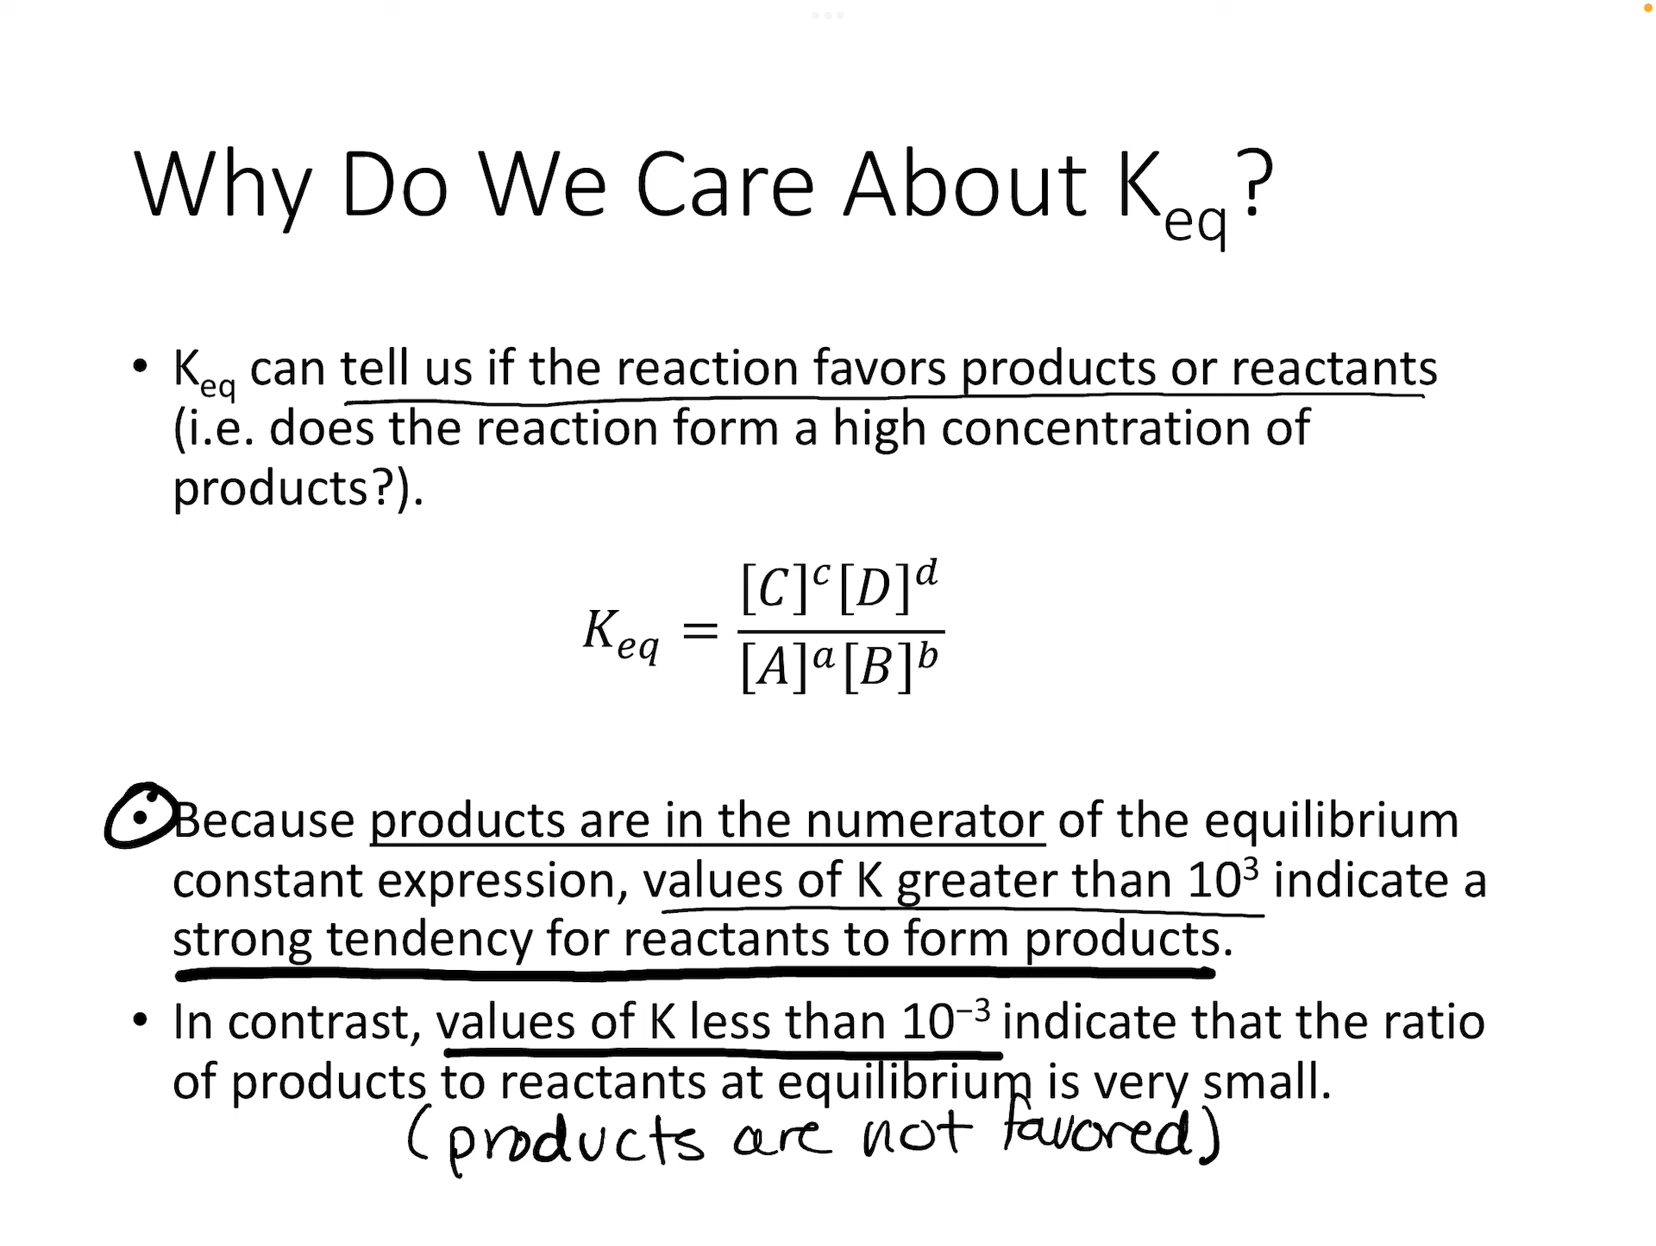 Why Do We Care About Keq?
• Keq can tell us if the reaction favors products or reactants
(i.e. does the reaction form a high concentration of
products?).
Keq = [C]ᶜ[D]ᵈ / [A]ᵃ[B]ᵇ
• Because products are in the numerator of the equilibrium
constant expression, values of K greater than 10³ indicate a
strong tendency for reactants to form products.
• In contrast, values of K less than 10⁻³ indicate that the ratio
of products to reactants at equilibrium is very small.
(products are not favored)